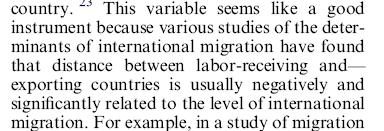 country. 23 This variable seems like a good
instrument because various studies of the deter-
minants of international migration have found
that distance between labor-receiving and—
exporting countries is usually negatively and
significantly related to the level of international
migration. For example, in a study of migration